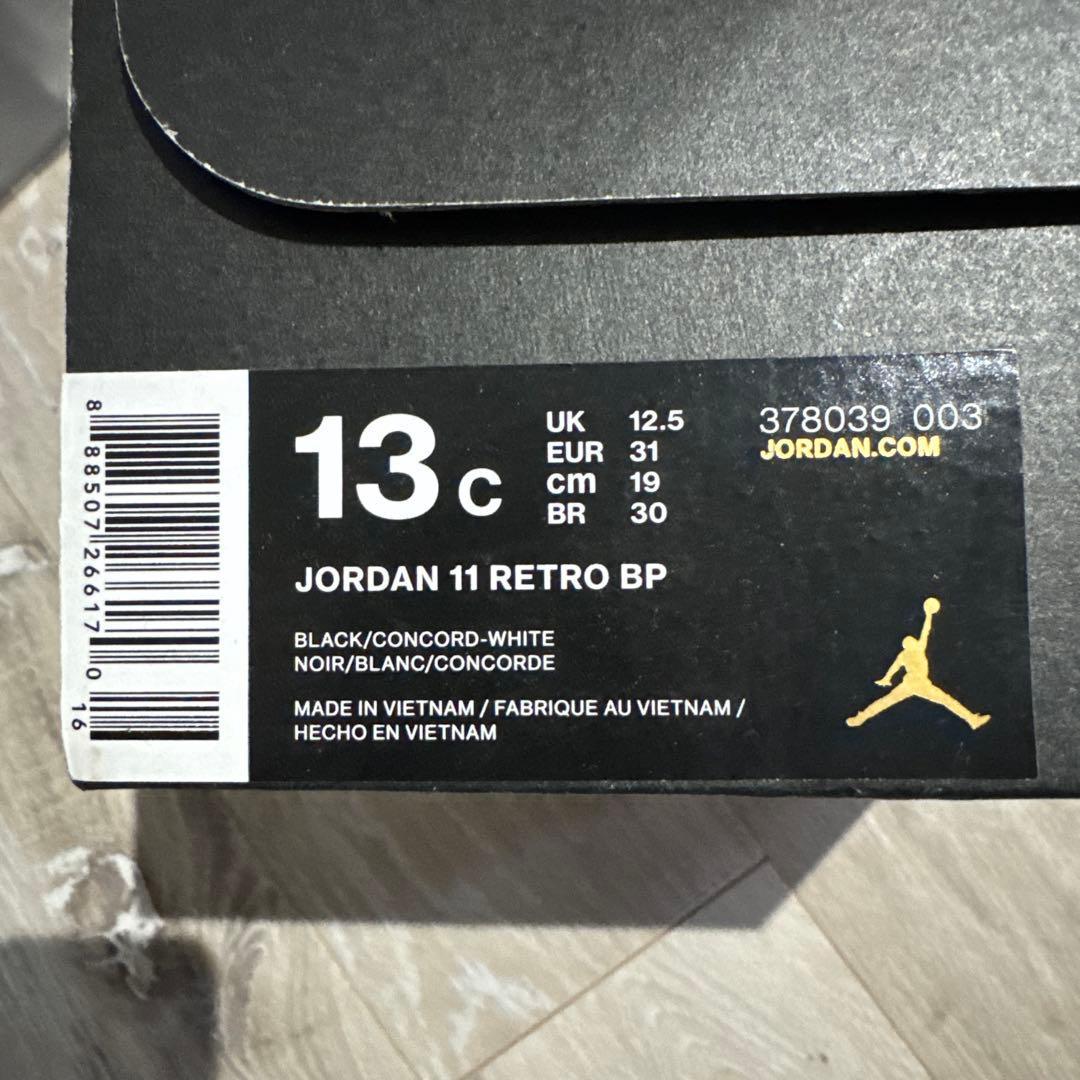 13 C
UK 12.5
EUR 31
cm 19
BR 30
378039 003
JORDAN.COM
JORDAN 11 RETRO BP
BLACK/CONCORD-WHITE
NOIR/BLANC/CONCORDE
MADE IN VIETNAM / FABRIQUE AU VIETNAM /
HECHO EN VIETNAM
8 88507 26617 0 16